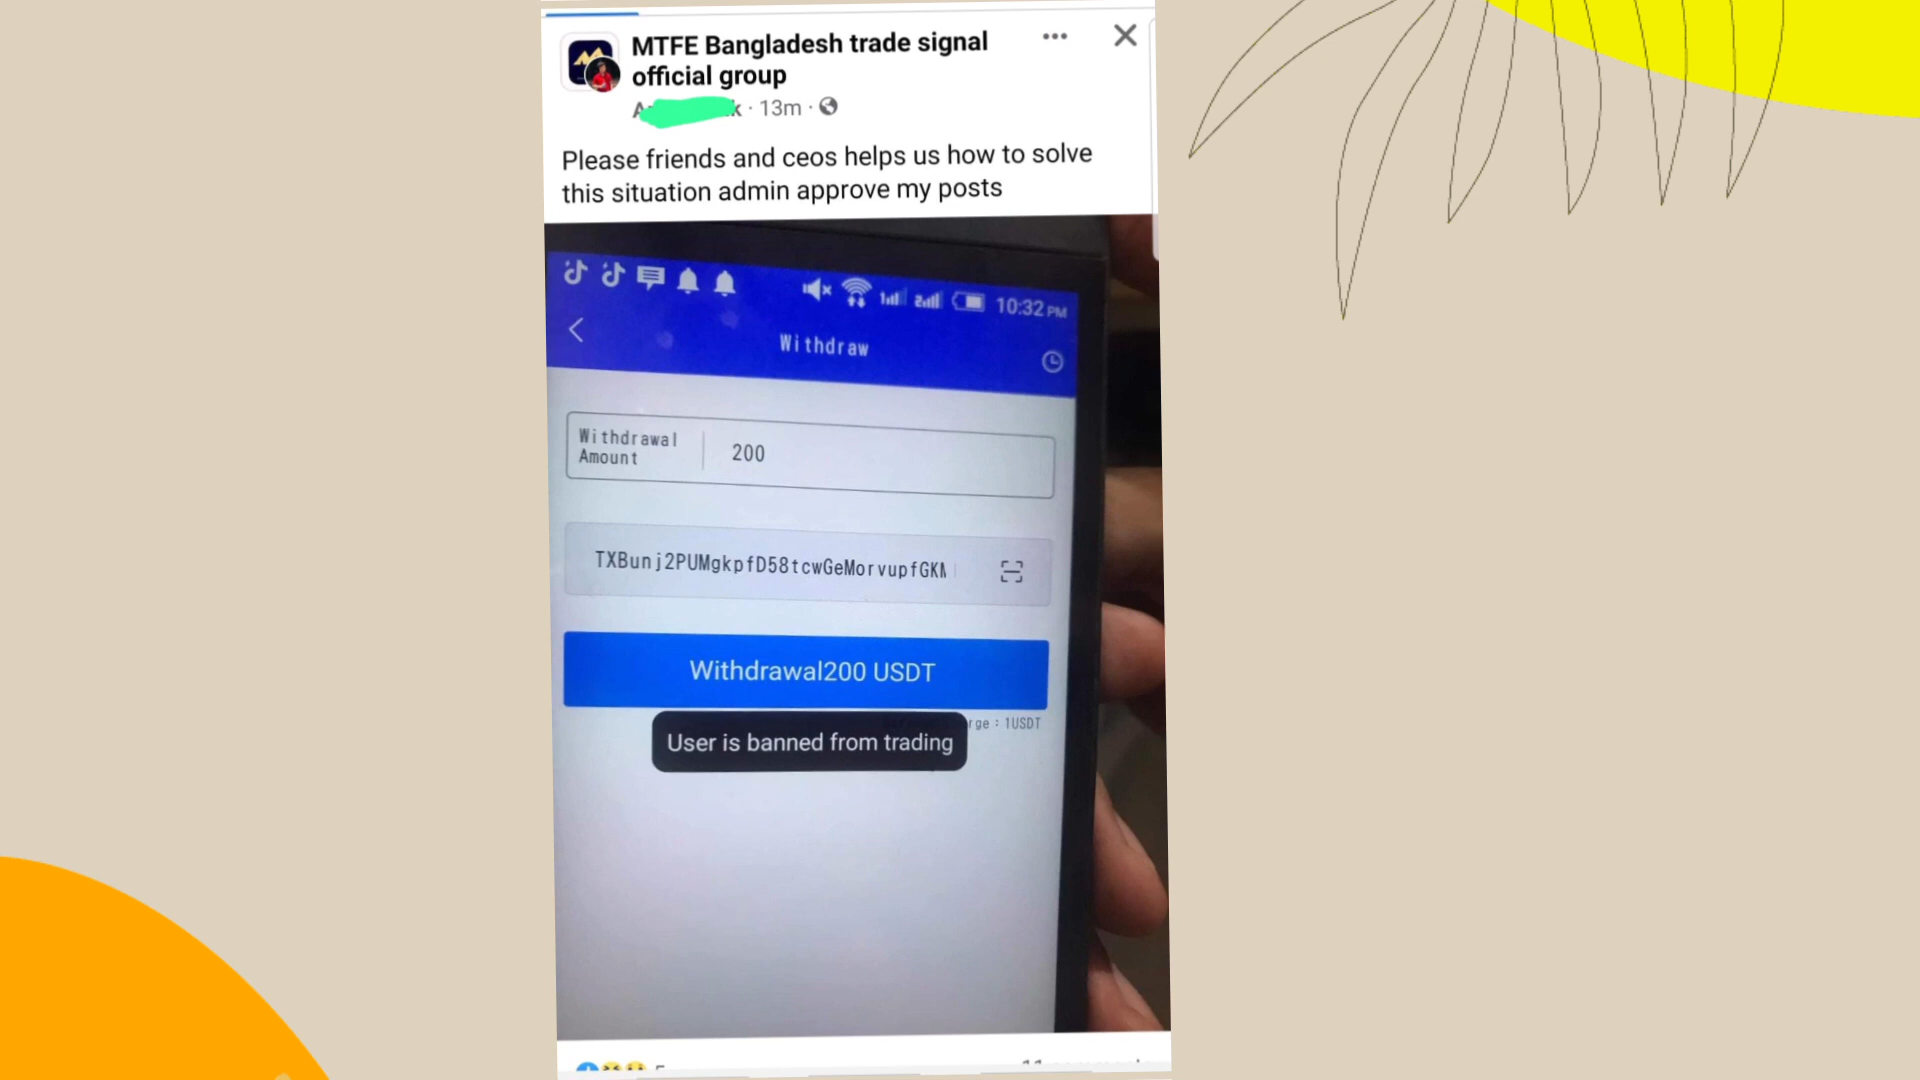 MTFE Bangladesh trade signal
official group
· 13m ·
Please friends and ceos helps us how to solve
this situation admin approve my posts
10:32 PM
Withdraw
Withdrawal
Amount
200
TXBunj2PUMgkpfD58tcwGeMorvupfGKM
Withdrawal200 USDT
: 1USDT
User is banned from trading